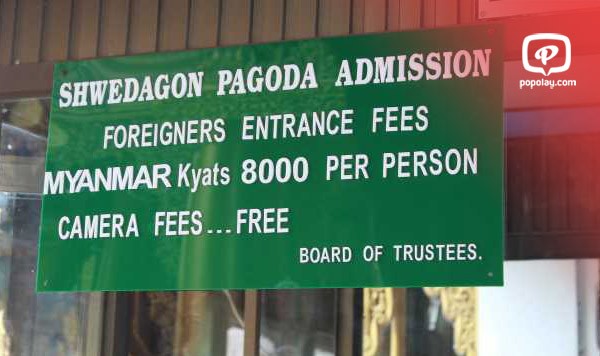 SHWEDAGON PAGODA ADMISSION
FOREIGNERS ENTRANCE FEES
MYANMAR Kyats 8000 PER PERSON
CAMERA FEES...FREE
BOARD OF TRUSTEES.
popolay.com